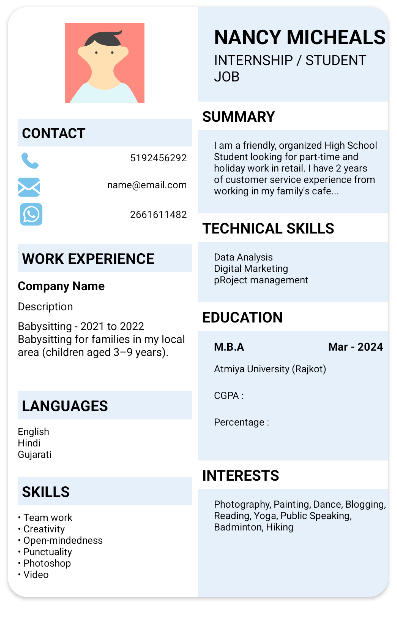 NANCY MICHEALS
INTERNSHIP / STUDENT
JOB
CONTACT
5192456292
name@email.com
2661611482
WORK EXPERIENCE
Company Name
Description
Babysitting - 2021 to 2022
Babysitting for families in my local
area (children aged 3–9 years).
LANGUAGES
English
Hindi
Gujarati
SKILLS
• Team work
• Creativity
• Open-mindedness
• Punctuality
• Photoshop
• Video
SUMMARY
I am a friendly, organized High School
Student looking for part-time and
holiday work in retail. I have 2 years
of customer service experience from
working in my family's cafe...
TECHNICAL SKILLS
Data Analysis
Digital Marketing
pRoject management
EDUCATION
M.B.A Mar - 2024
Atmiya University (Rajkot)
CGPA :
Percentage :
INTERESTS
Photography, Painting, Dance, Blogging,
Reading, Yoga, Public Speaking,
Badminton, Hiking